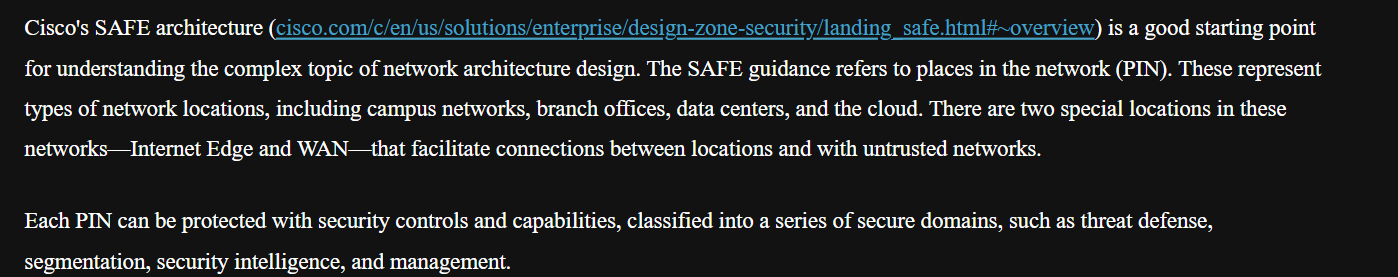 Cisco's SAFE architecture (cisco.com/c/en/us/solutions/enterprise/design-zone-security/landing_safe.html#~overview) is a good starting point
for understanding the complex topic of network architecture design. The SAFE guidance refers to places in the network (PIN). These represent
types of network locations, including campus networks, branch offices, data centers, and the cloud. There are two special locations in these
networks—Internet Edge and WAN—that facilitate connections between locations and with untrusted networks.
Each PIN can be protected with security controls and capabilities, classified into a series of secure domains, such as threat defense,
segmentation, security intelligence, and management.